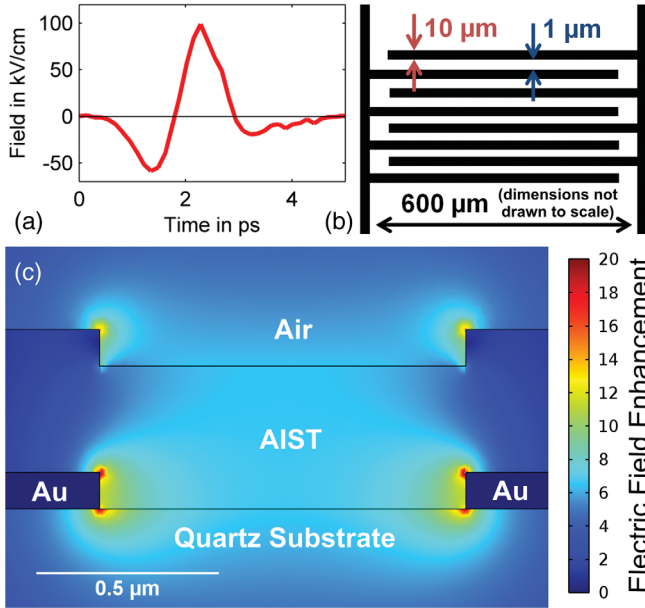 100
50
0
-50
Field in kV/cm
0
2
4
Time in ps
(a)
10 µm
1 µm
600 µm
(dimensions not
drawn to scale)
(b)
(c)
Air
AIST
Au
Au
Quartz Substrate
0.5 µm
20
18
16
14
12
10
8
6
4
2
0
Electric Field Enhancement